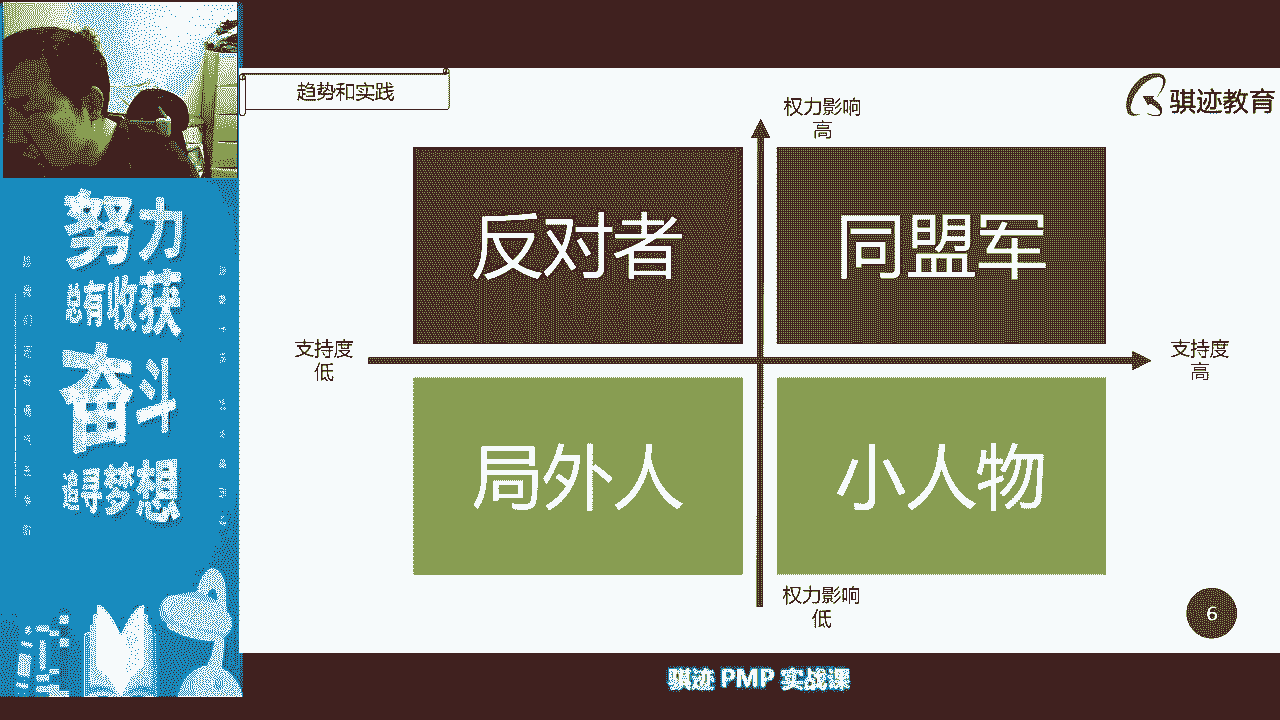 趋势和实践
骐迹教育
权力影响
高
反对者
同盟军
支持度
低
支持度
高
局外人
小人物
权力影响
低
6
努力
总有收获
奋斗
追寻梦想
骐迹 PMP 实战课